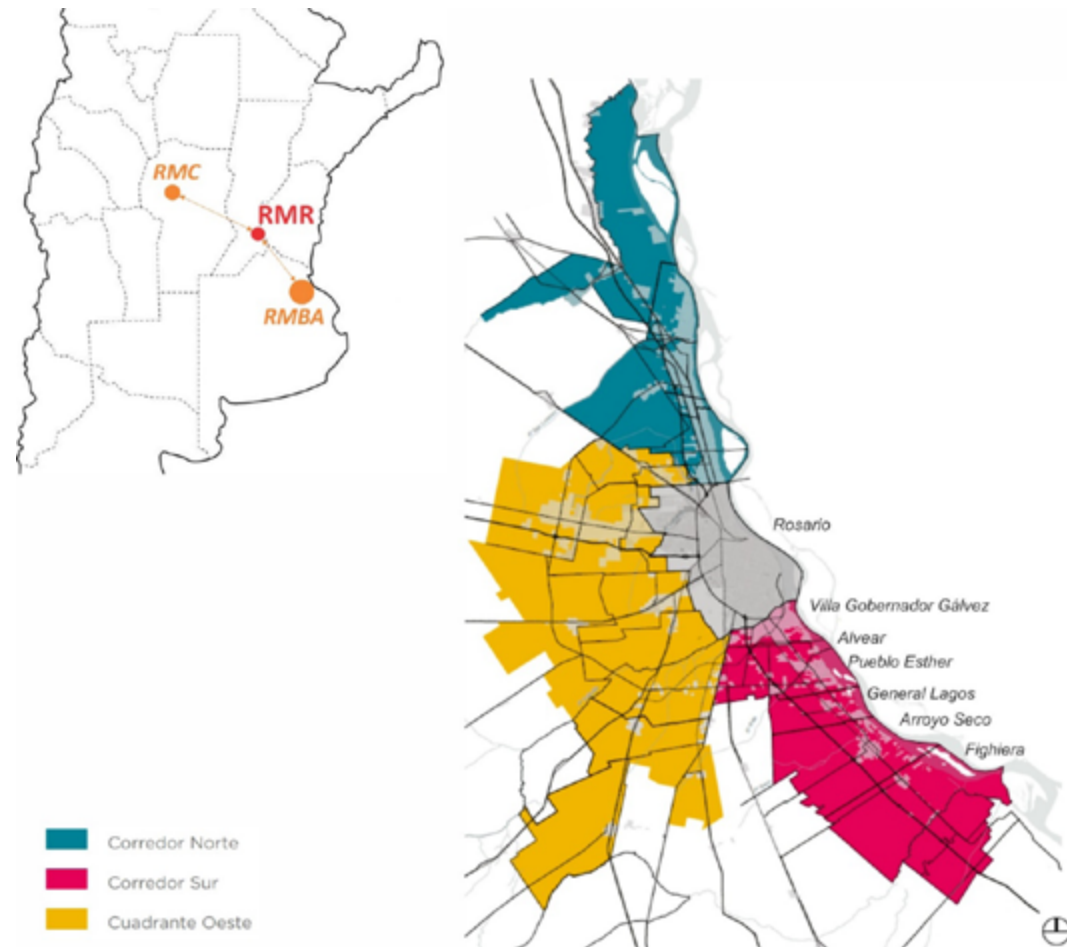 RMC
RMR
RMBA
Rosario
Villa Gobernador Gálvez
Alvear
Pueblo Esther
General Lagos
Arroyo Seco
Fighiera
Corredor Norte
Corredor Sur
Cuadrante Oeste